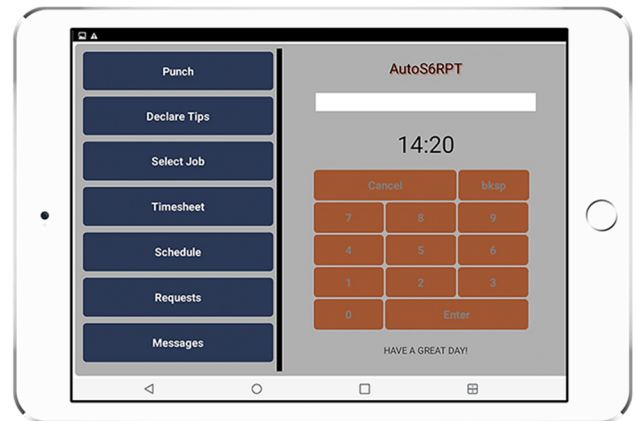 Punch
Declare Tips
Select Job
Timesheet
Schedule
Requests
Messages
AutoS6RPT
14:20
Cancel bksp
7 8 9
4 5 6
1 2 3
0 Enter
HAVE A GREAT DAY!